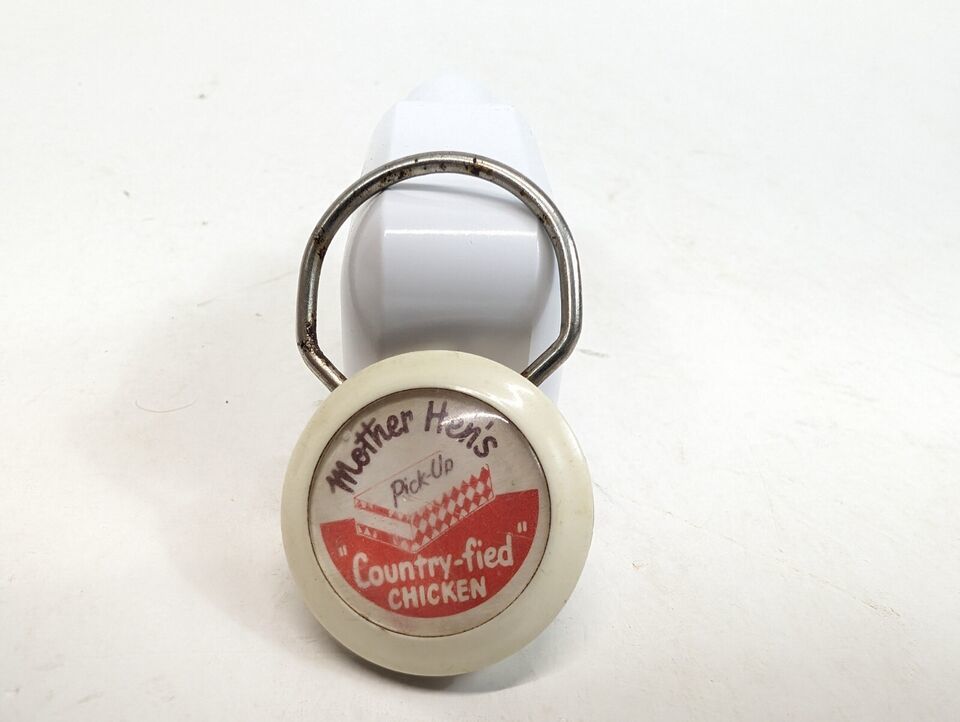 Mother Hen's
Pick-Up
"Country-fied"
CHICKEN